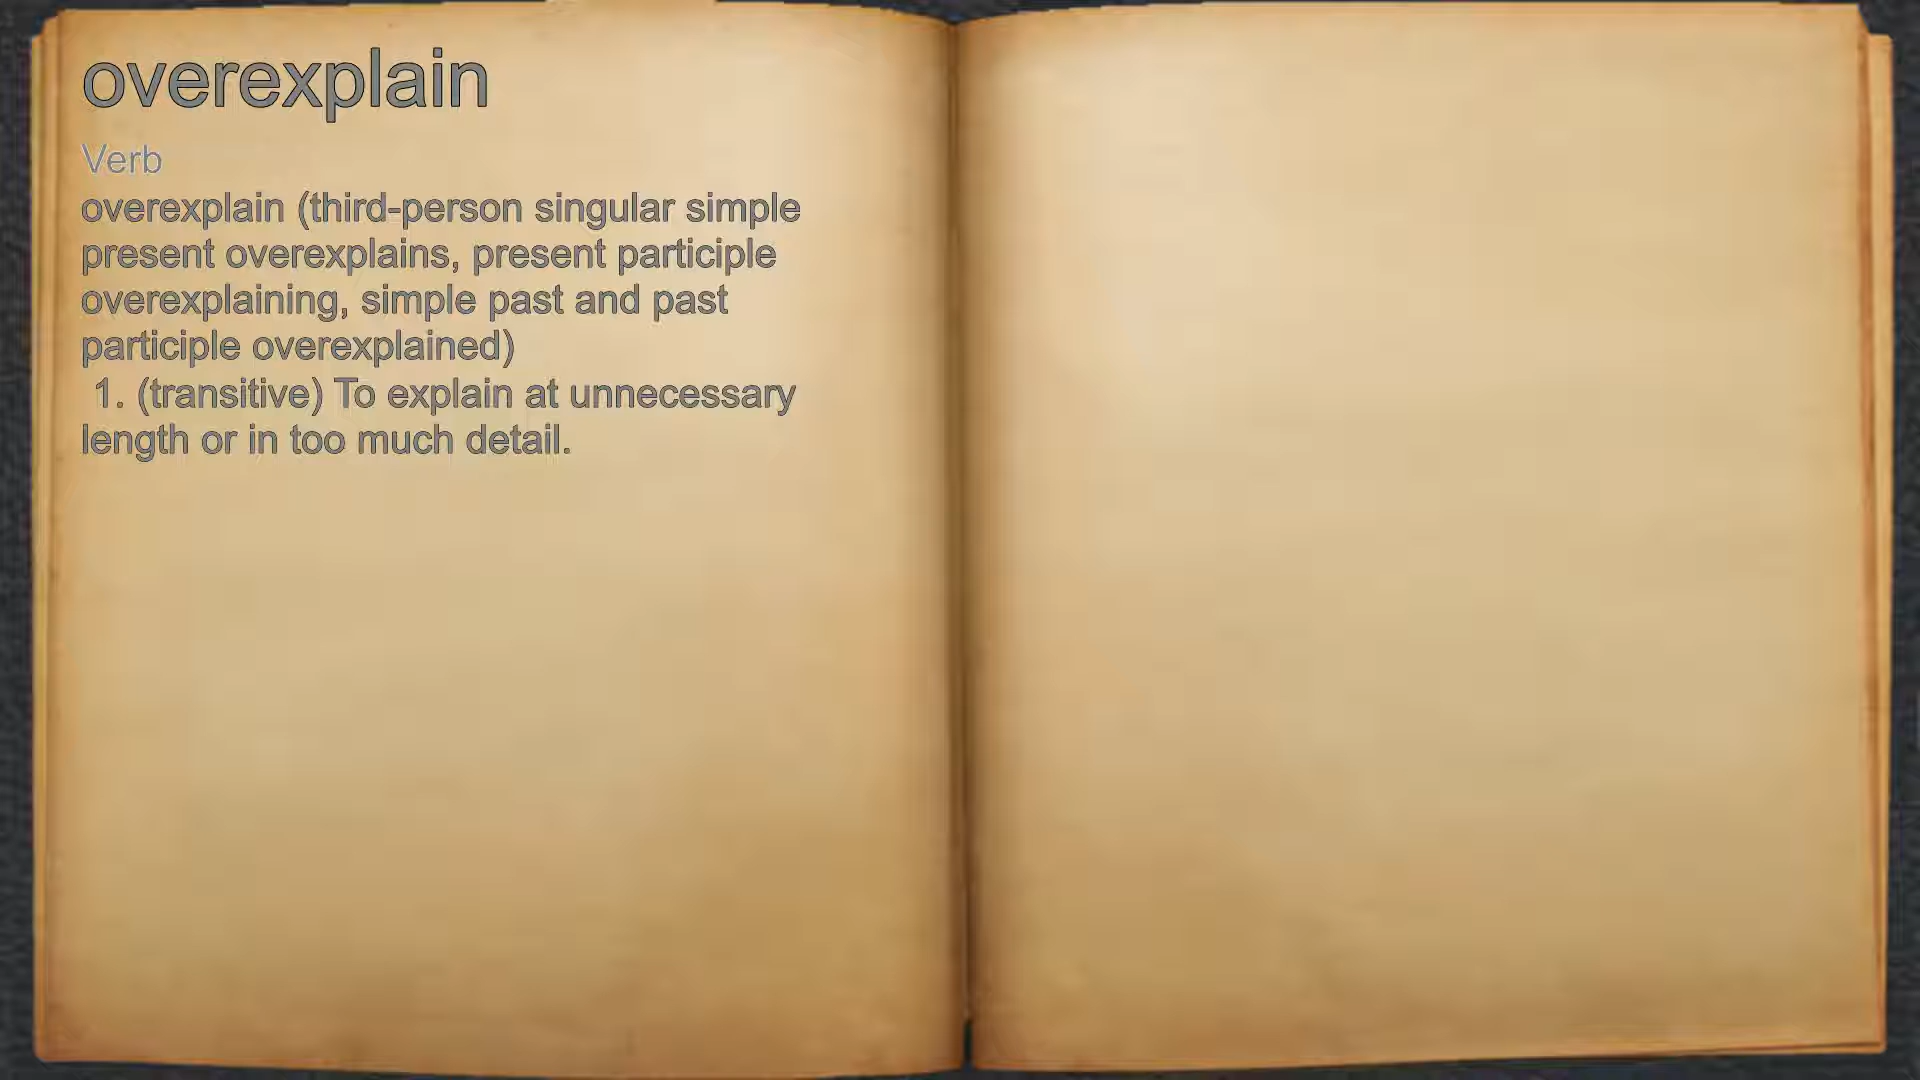 overexplain
Verb
overexplain (third-person singular simple
present overexplains, present participle
overexplaining, simple past and past
participle overexplained)
1. (transitive) To explain at unnecessary
length or in too much detail.